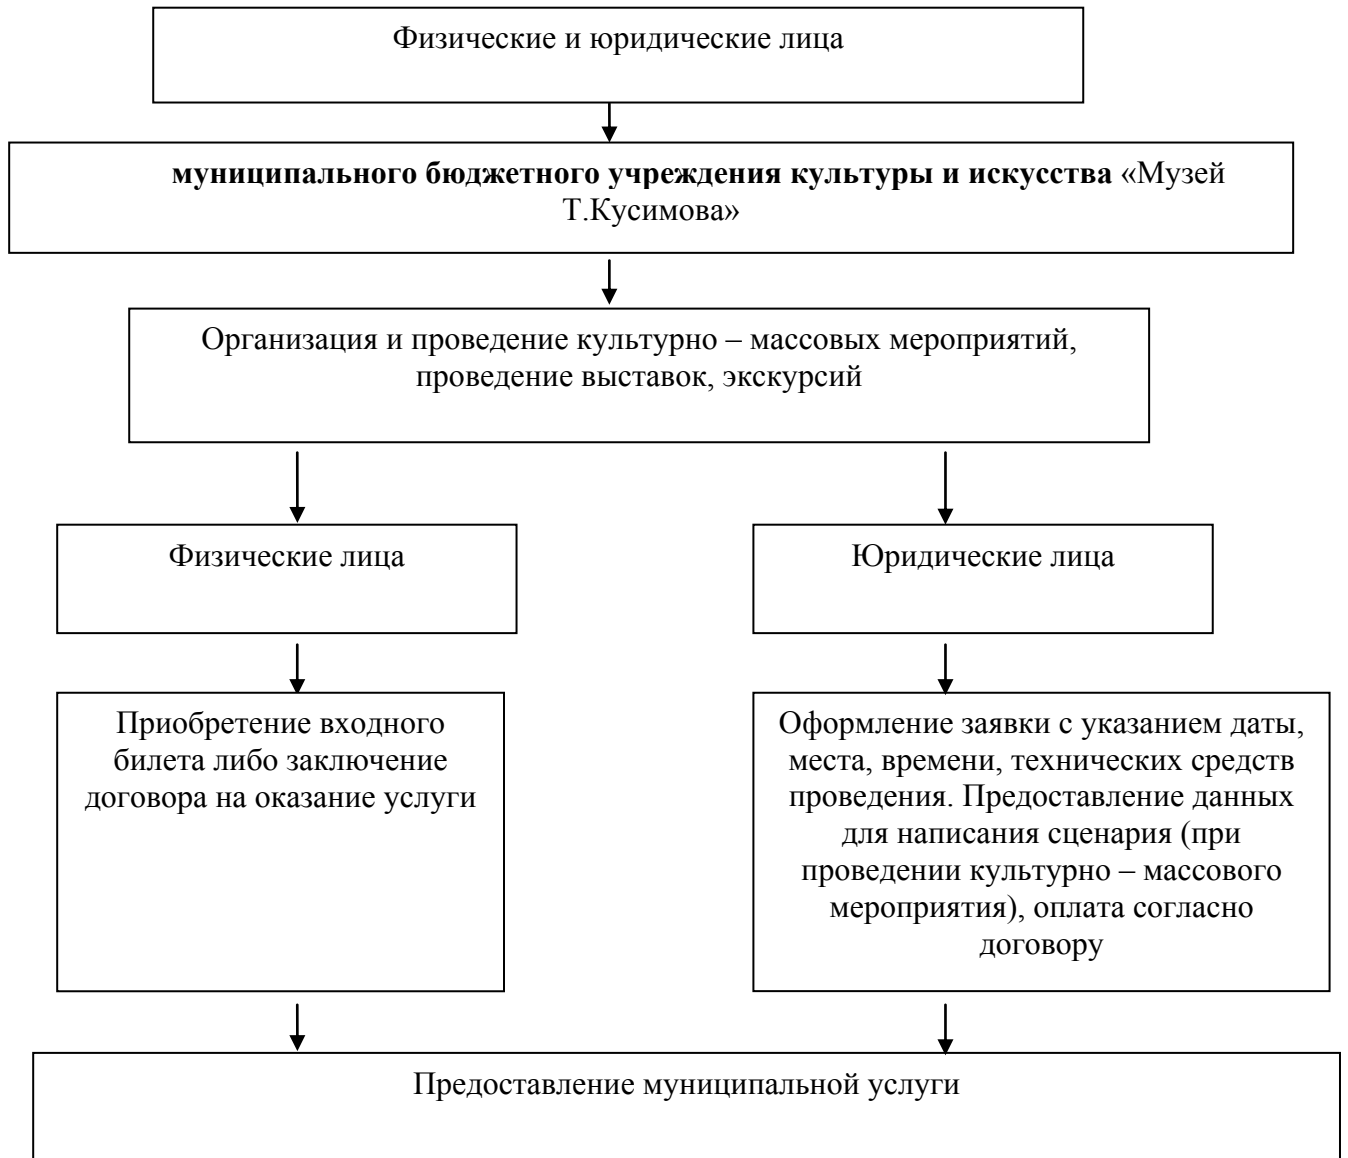 Физические и юридические лица
муниципального бюджетного учреждения культуры и искусства «Музей
Т.Кусимова»
Организация и проведение культурно – массовых мероприятий,
проведение выставок, экскурсий
Физические лица
Юридические лица
Приобретение входного
билета либо заключение
договора на оказание услуги
Оформление заявки с указанием даты,
места, времени, технических средств
проведения. Предоставление данных
для написания сценария (при
проведении культурно – массового
мероприятия), оплата согласно
договору
Предоставление муниципальной услуги